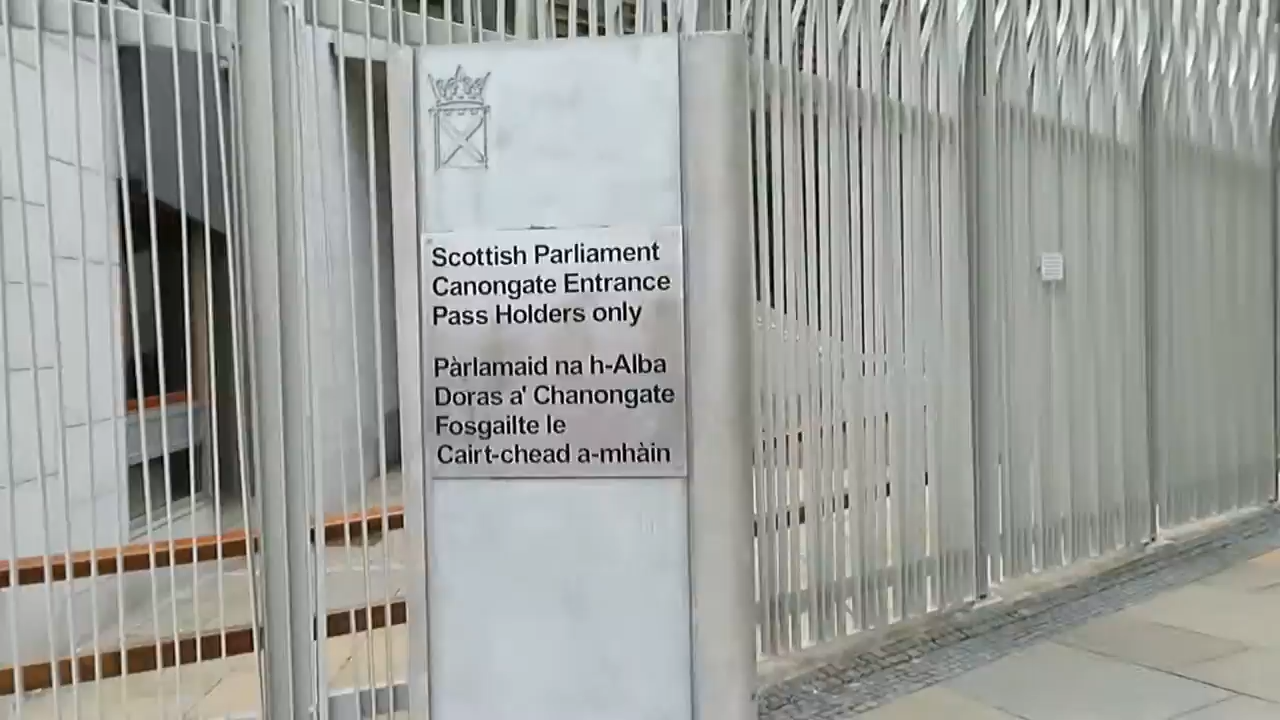 Scottish Parliament
Canongate Entrance
Pass Holders only
Pàrlamaid na h-Alba
Doras a' Chanongate
Fosgailte le
Cairt-chead a-mhàin